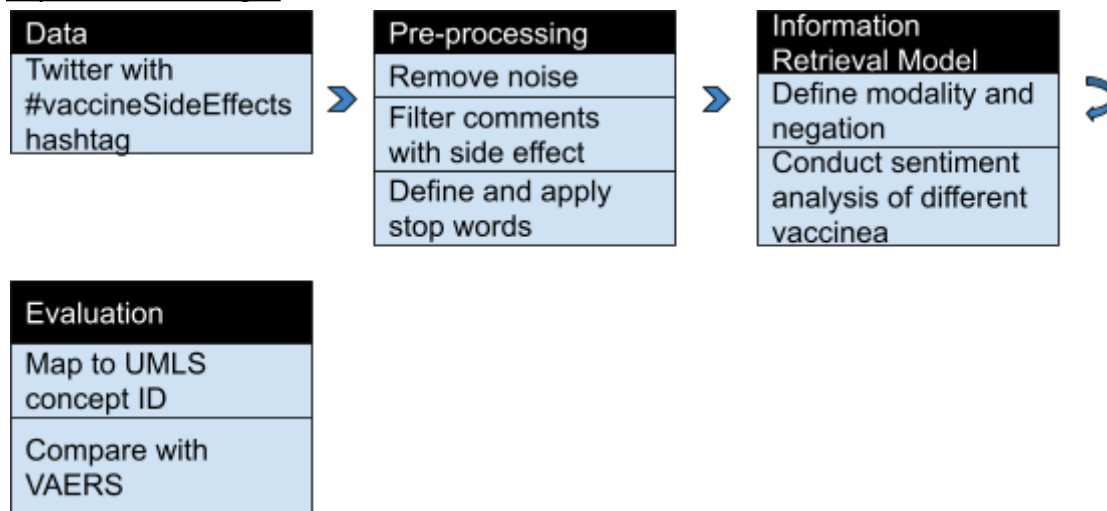 Data
Twitter with
#vaccineSideEffects
hashtag
Pre-processing
Remove noise
Filter comments
with side effect
Define and apply
stop words
Information
Retrieval Model
Define modality and
negation
Conduct sentiment
analysis of different
vaccinea
Evaluation
Map to UMLS
concept ID
Compare with
VAERS